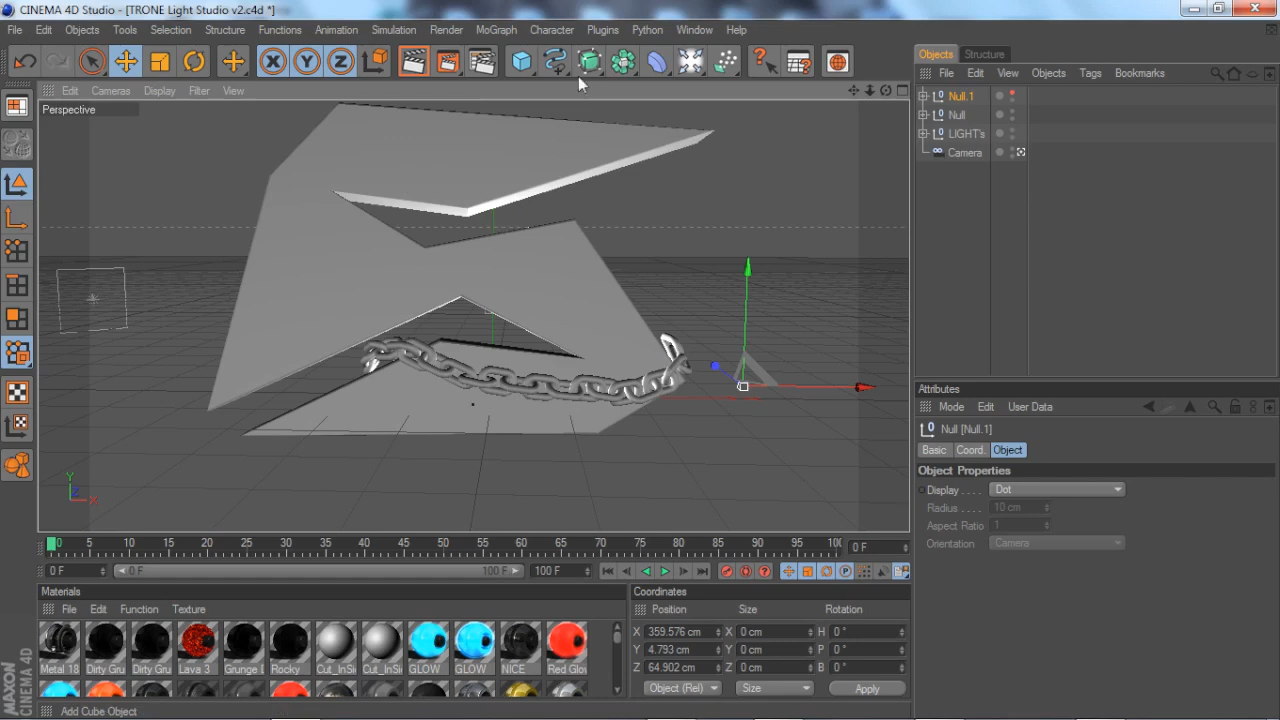 CINEMA 4D Studio - [TRONE Light Studio v2.c4d *]
File Edit Objects Tools Selection Structure Functions Animation Simulation Render MoGraph Character Plugins Window Help
Objects Structure
File Edit View Objects Tags Bookmarks
Edit Cameras Display Filter View
Perspective
Null.1
Null
LIGHT's
Camera
Y
X
Z
Attributes
Mode Edit User Data
Null [Null.1]
Basic Coord. Object
Object Properties
Display . . . . Dot
Radius . . . . 10 cm
Aspect Ratio 1
Orientation Camera
0 5 10 15 20 25 30 35 40 45 50 55 60 65 70 75 80 85 90 95 0 F
0 F 0 F 100 F 100 F
Materials
File Edit Function Texture
Metal 18 Dirty Gru Dirty Gru Lava 3 Grunge D Rocky Cut_InSi Cut_InSi GLOW GLOW NICE Red Glo
Coordinates
Position Size Rotation
X 359.576 cm X 0 cm H 0 °
Y 4.793 cm Y 0 cm P 0 °
Z 64.902 cm Z 0 cm B 0 °
Object (Rel) Size Apply
MAXON CINEMA 4D
Add Cube Object